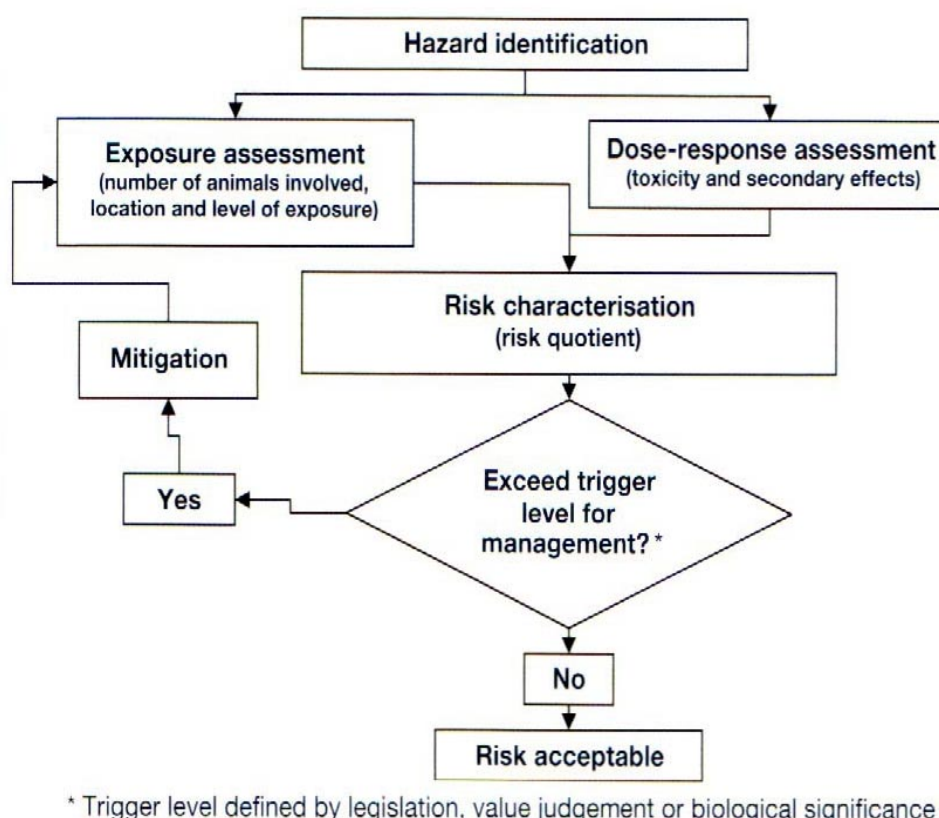 Hazard identification
Exposure assessment
(number of animals involved,
location and level of exposure)
Dose-response assessment
(toxicity and secondary effects)
Risk characterisation
(risk quotient)
Mitigation
Yes
Exceed trigger
level for
management?*
No
Risk acceptable
* Trigger level defined by legislation, value judgement or biological significance